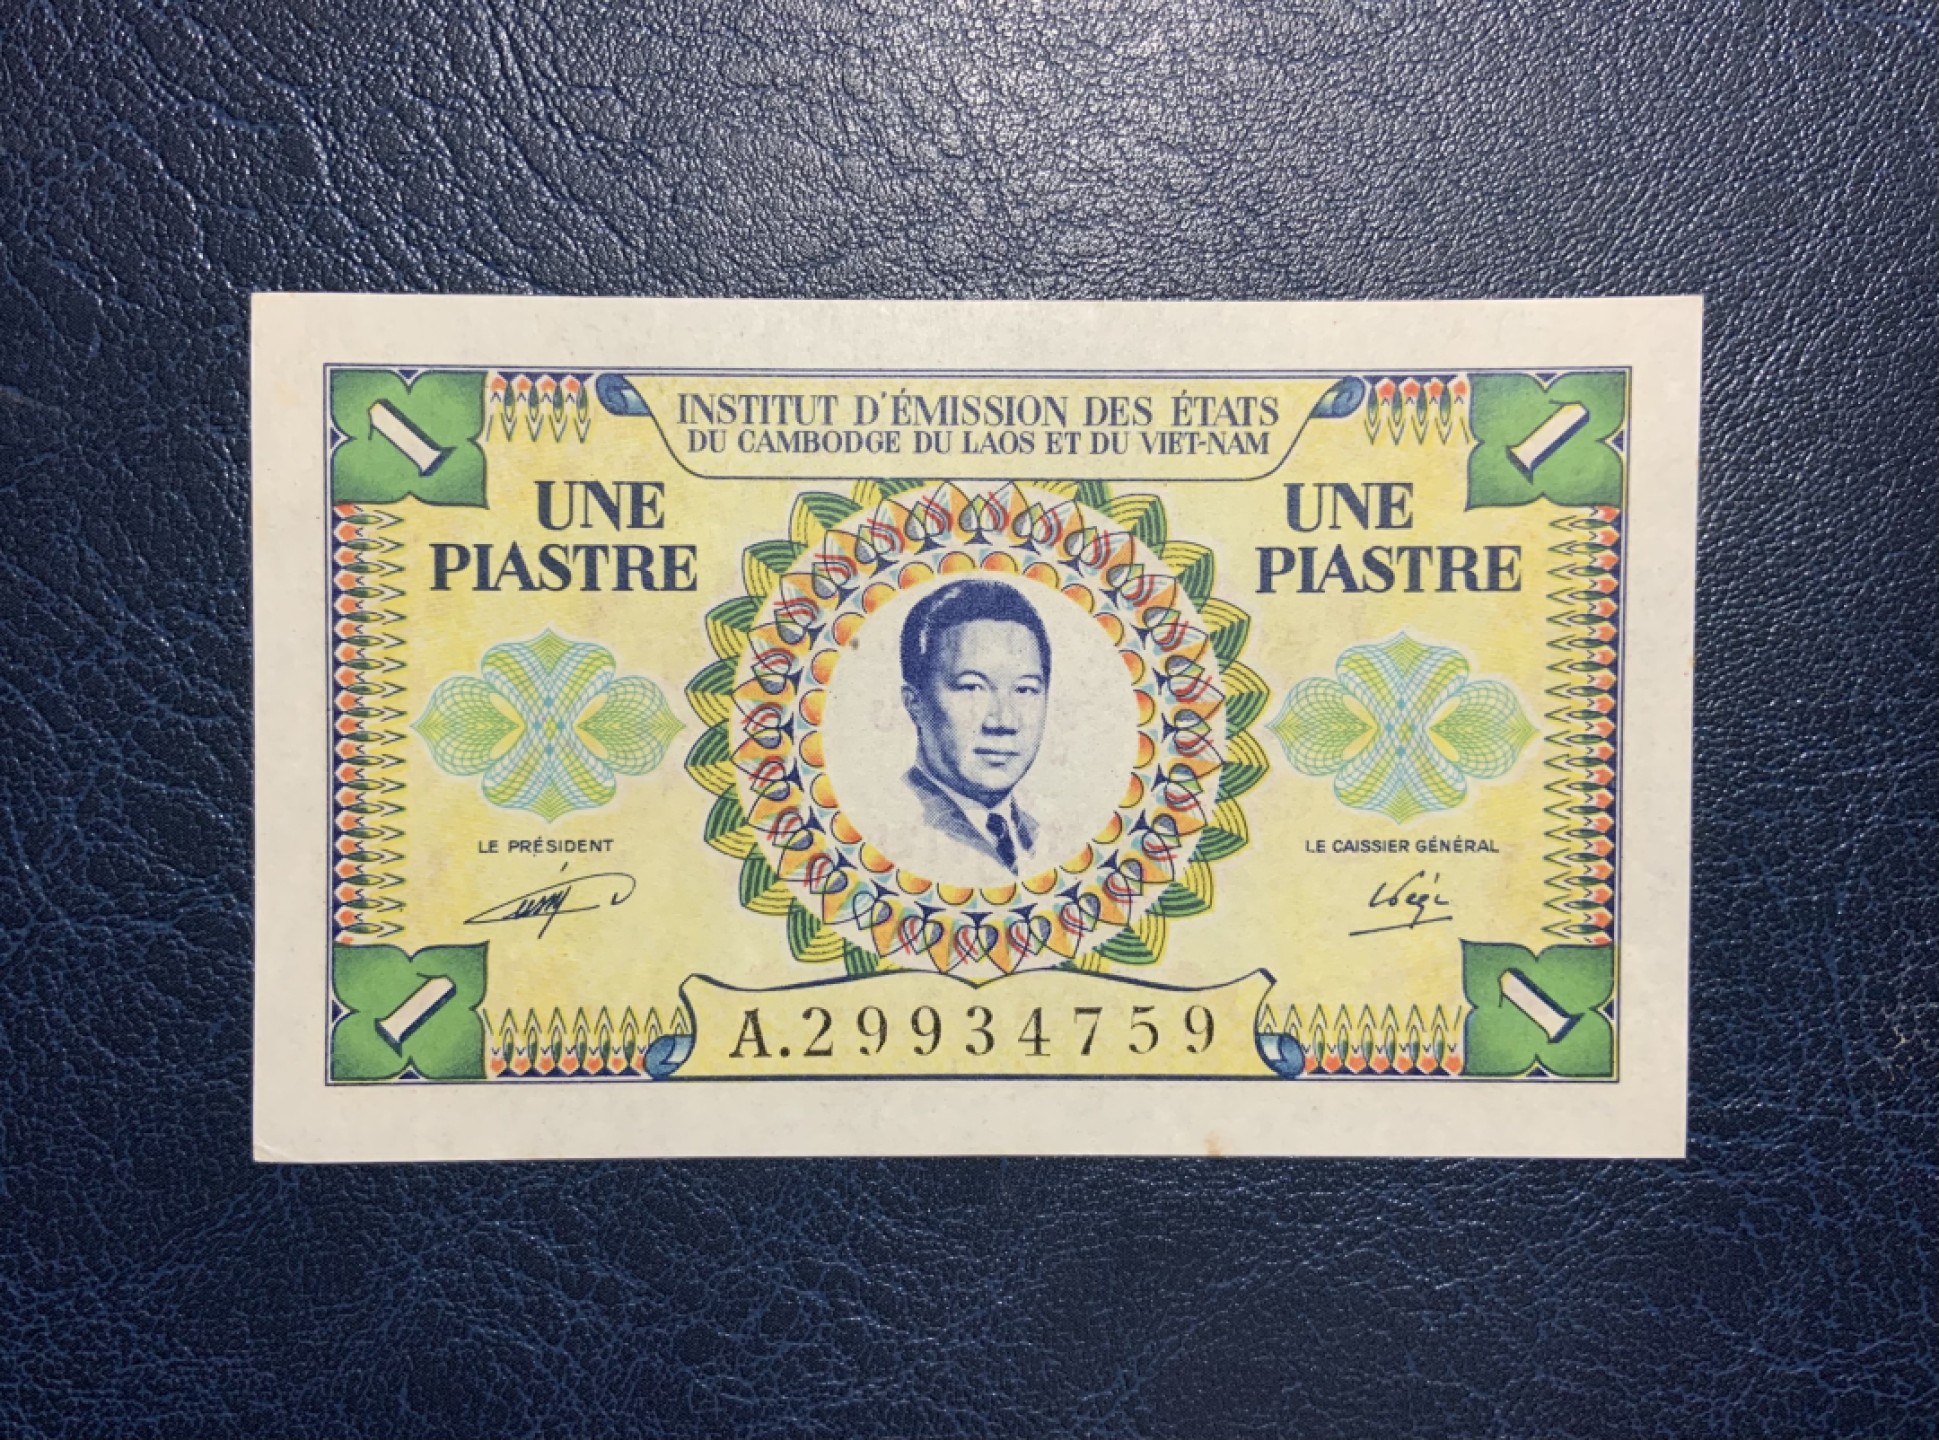 1
1
INSTITUT D'ÉMISSION DES ÉTATS
DU CAMBODGE DU LAOS ET DU VIET-NAM
UNE
PIASTRE
UNE
PIASTRE
LE PRÉSIDENT
LE CAISSIER GÉNÉRAL
1
A.29934759
1